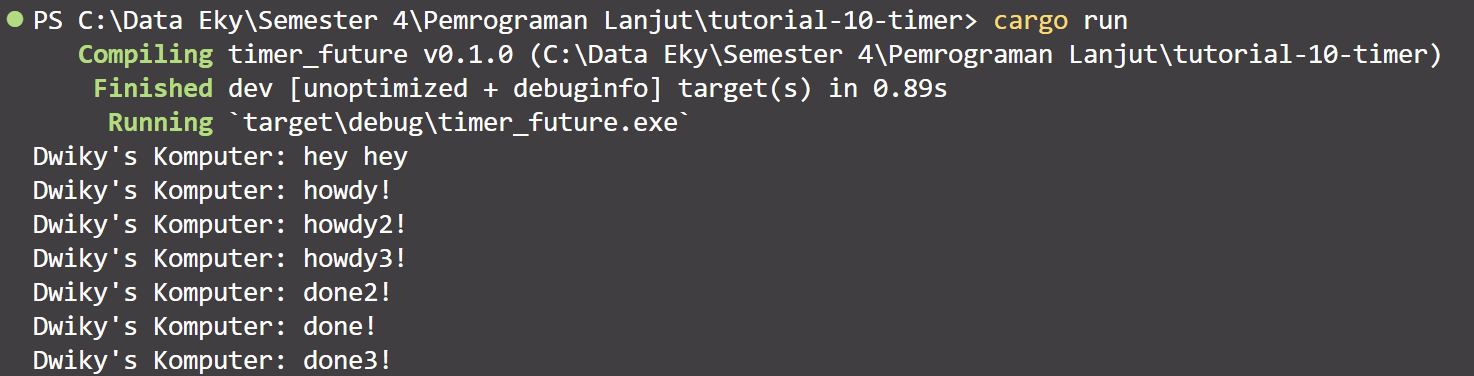 PS C:\Data Eky\Semester 4\Pemrograman Lanjut\tutorial-10-timer> cargo run
Compiling timer_future v0.1.0 (C:\Data Eky\Semester 4\Pemrograman Lanjut\tutorial-10-timer)
Finished dev [unoptimized + debuginfo] target(s) in 0.89s
Running `target\debug\timer_future.exe`
Dwiky's Komputer: hey hey
Dwiky's Komputer: howdy!
Dwiky's Komputer: howdy2!
Dwiky's Komputer: howdy3!
Dwiky's Komputer: done2!
Dwiky's Komputer: done!
Dwiky's Komputer: done3!